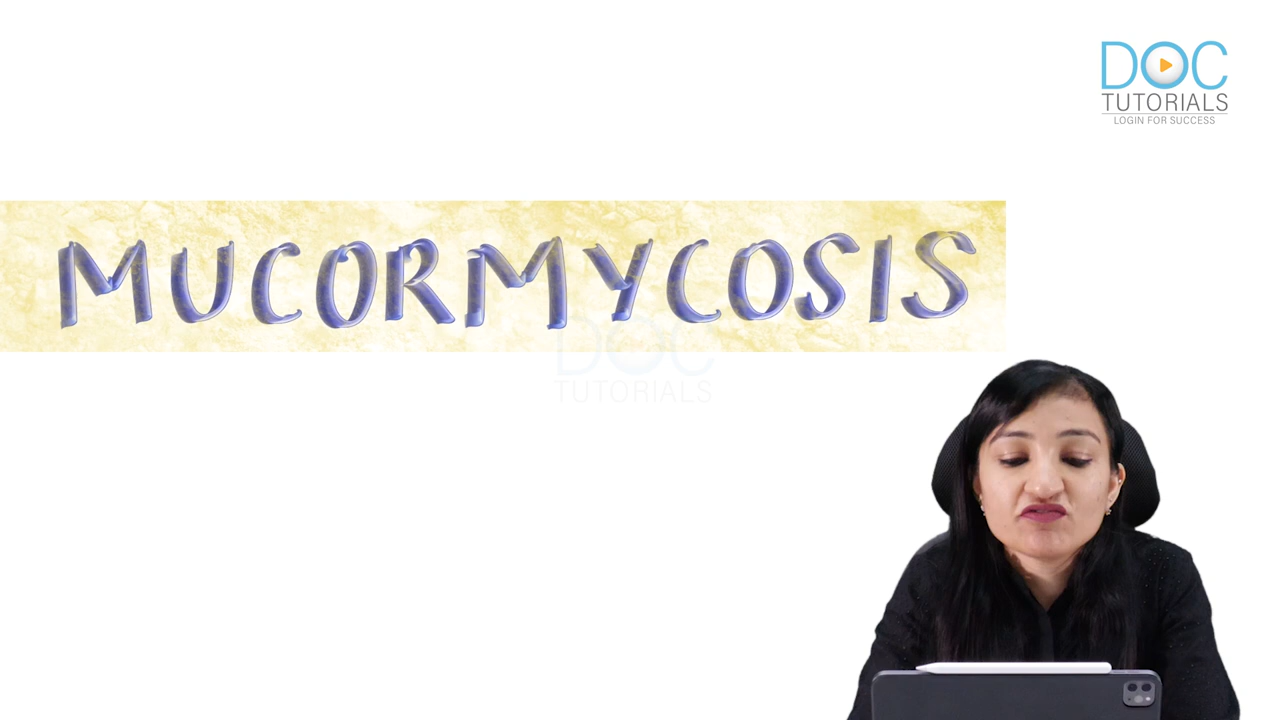 DOC
TUTORIALS
LOGIN FOR SUCCESS
MUCORMYCOSIS
DOC
TUTORIALS